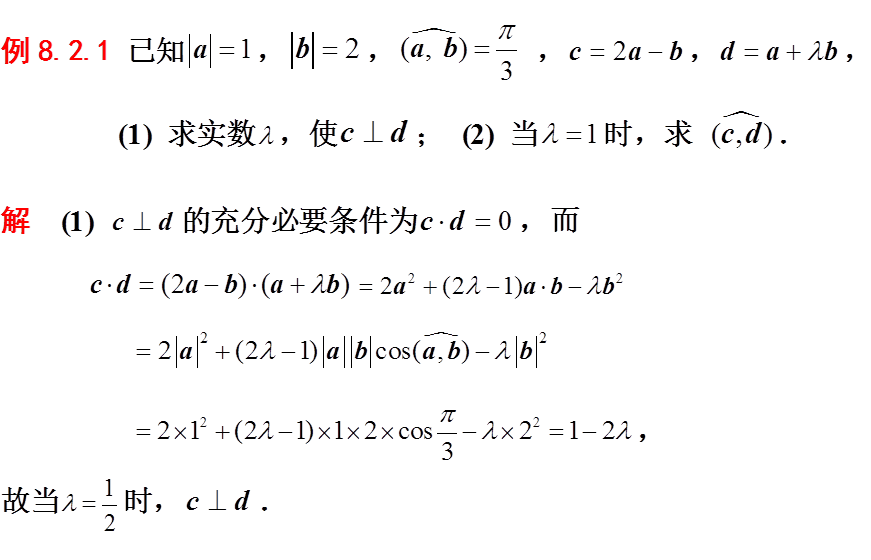 例 8.2.1 已知|a|=1，|b|=2，(a, b)=π/3，c=2a−b，d=a+λb，
(1) 求实数λ，使c⊥d；(2) 当λ=1时，求 (c,d)．
解 (1) c⊥d 的充分必要条件为c·d=0，而
c·d=(2a−b)·(a+λb)=2a²+(2λ−1)a·b−λb²
=2|a|²+(2λ−1)|a||b|cos(a,b)−λ|b|²
=2×1²+(2λ−1)×1×2×cos π/3−λ×2²=1−2λ，
故当λ=1/2时，c⊥d．